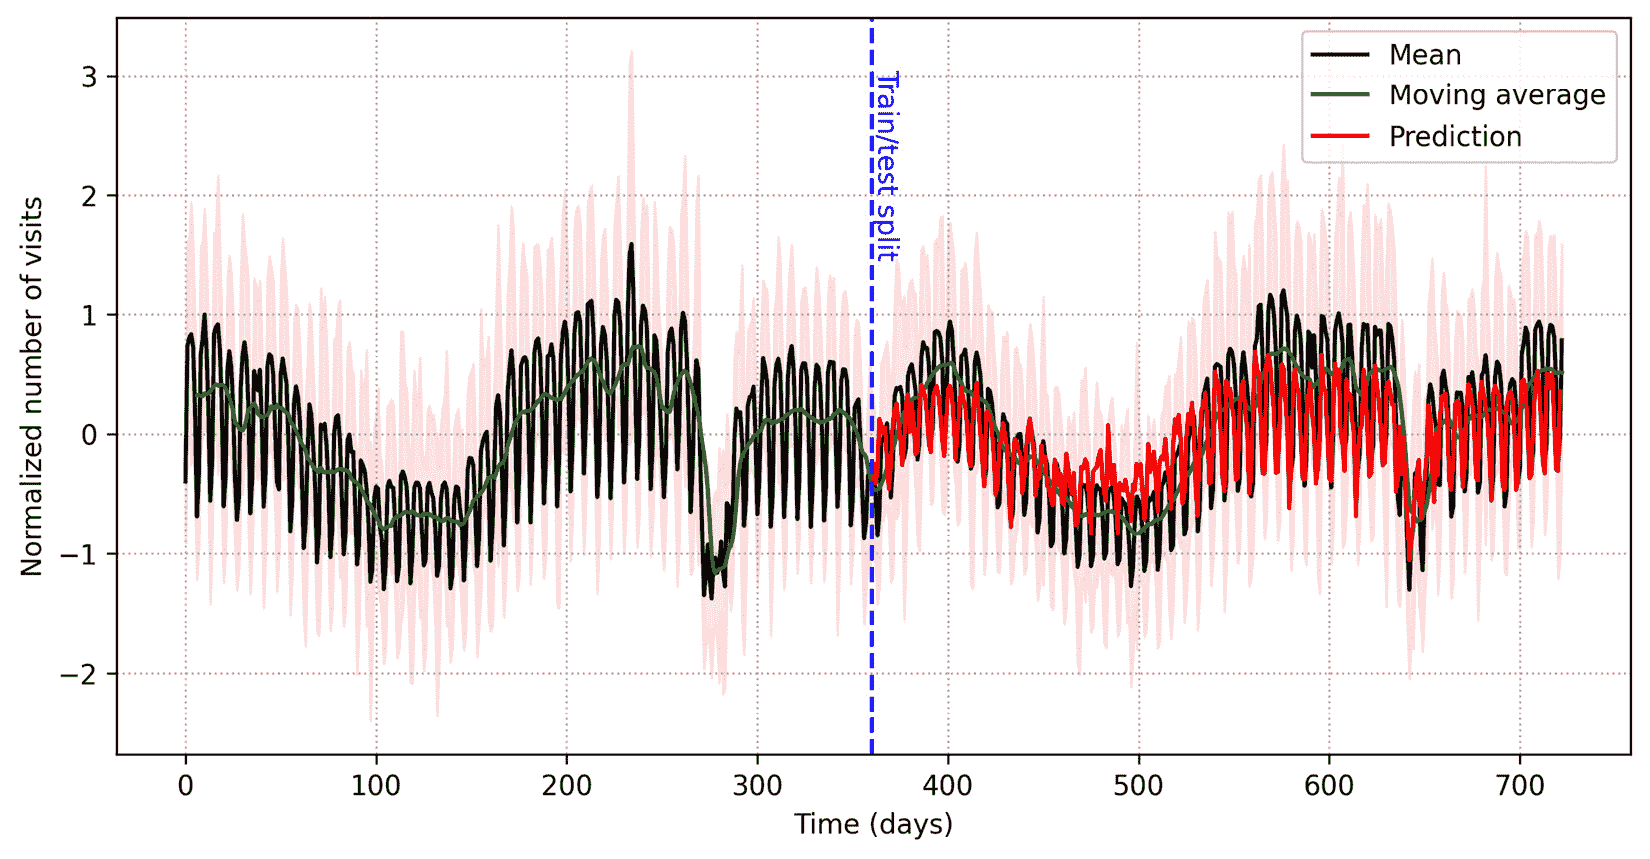 Mean
Moving average
Prediction
Train/test split
Normalized number of visits
3
2
1
0
−1
−2
0 100 200 300 400 500 600 700
Time (days)